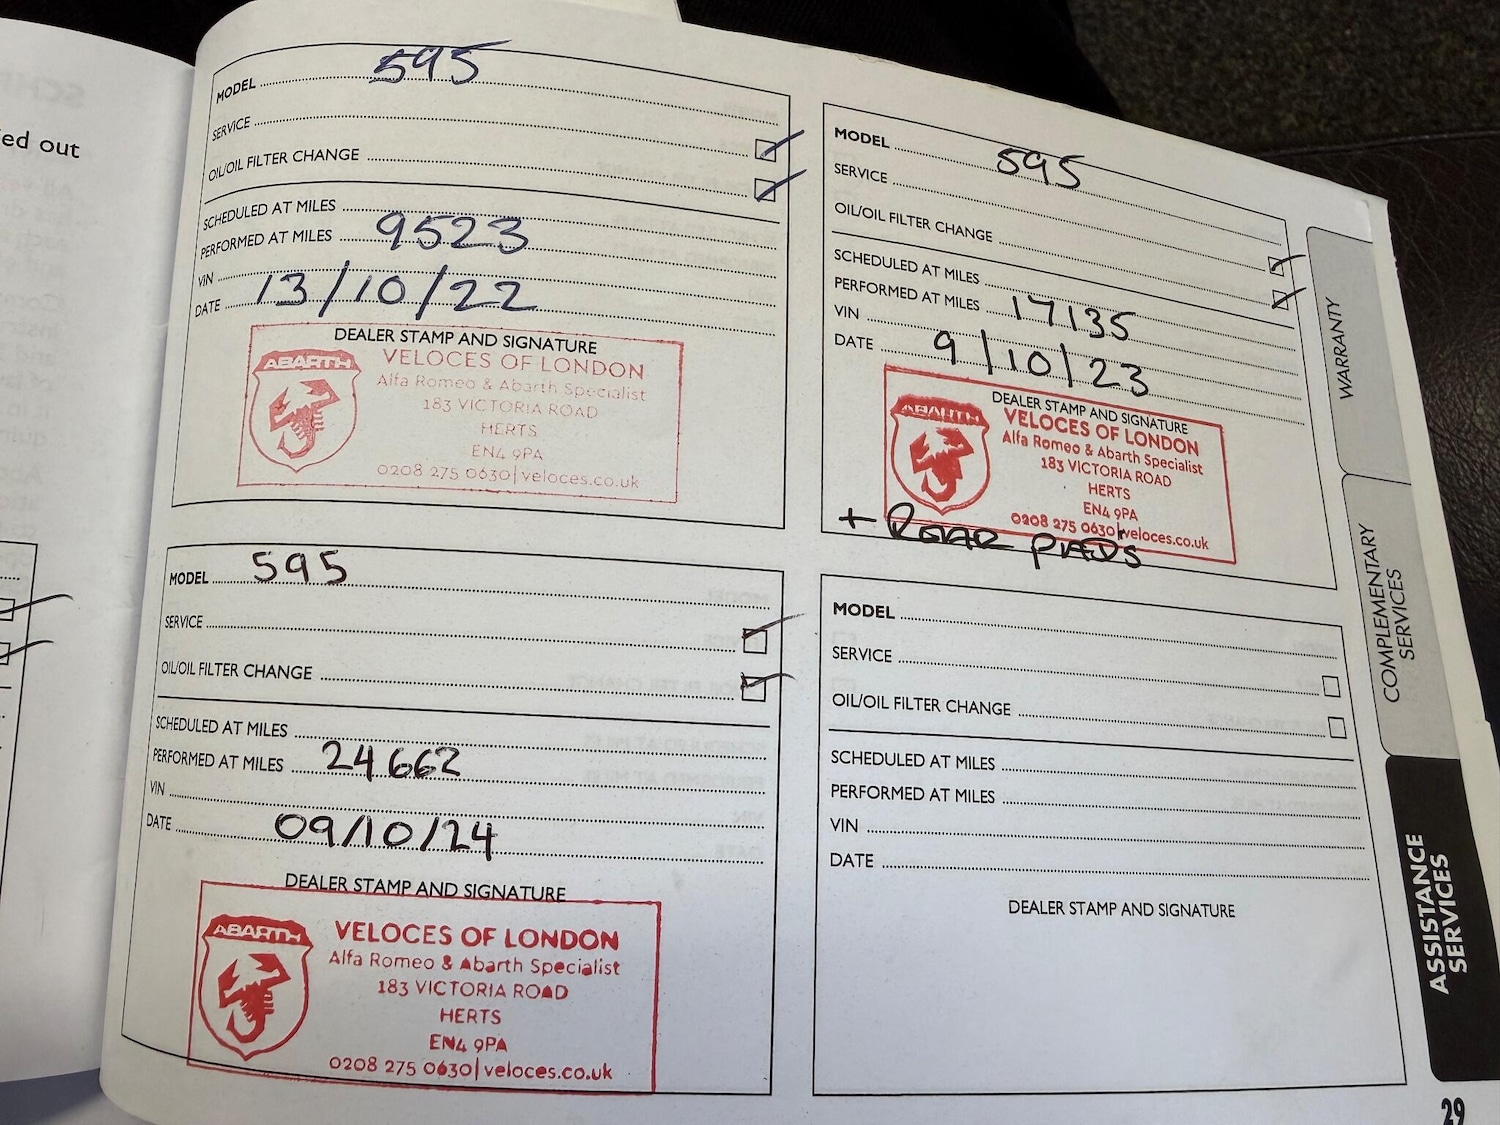 ied out
MODEL 595
SERVICE
OIL/OIL FILTER CHANGE
SCHEDULED AT MILES
PERFORMED AT MILES 9523
VIN
DATE 13/10/22
DEALER STAMP AND SIGNATURE
ABARTH
VELOCES OF LONDON
Alfa Romeo & Abarth Specialist
183 VICTORIA ROAD
HERTS
EN4 9PA
0208 275 0630|veloces.co.uk
MODEL 595
SERVICE
OIL/OIL FILTER CHANGE
SCHEDULED AT MILES
PERFORMED AT MILES 17135
VIN
DATE 9/10/23
DEALER STAMP AND SIGNATURE
ABARTH
VELOCES OF LONDON
Alfa Romeo & Abarth Specialist
183 VICTORIA ROAD
HERTS
EN4 9PA
0208 275 0630|veloces.co.uk
+ REAR PADS
MODEL 595
SERVICE
OIL/OIL FILTER CHANGE
SCHEDULED AT MILES
PERFORMED AT MILES 24662
VIN
DATE 09/10/24
DEALER STAMP AND SIGNATURE
ABARTH
VELOCES OF LONDON
Alfa Romeo & Abarth Specialist
183 VICTORIA ROAD
HERTS
EN4 9PA
0208 275 0630|veloces.co.uk
MODEL
SERVICE
OIL/OIL FILTER CHANGE
SCHEDULED AT MILES
PERFORMED AT MILES
VIN
DATE
DEALER STAMP AND SIGNATURE
WARRANTY
COMPLEMENTARY
SERVICES
ASSISTANCE
SERVICES
29